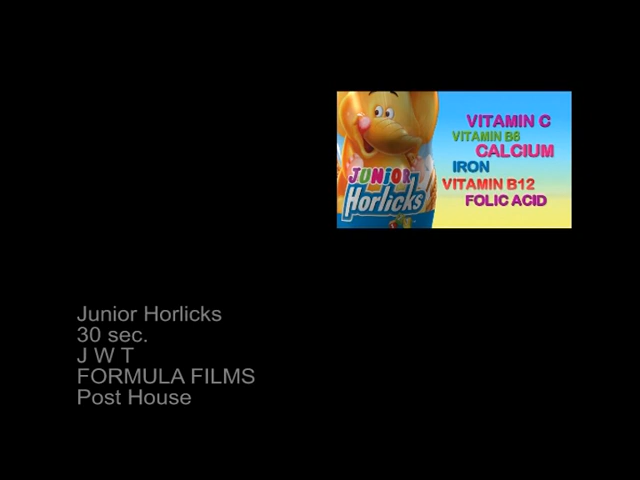 VITAMIN C
VITAMIN B6
CALCIUM
IRON
VITAMIN B12
FOLIC ACID
JUNIOR
Horlicks
Junior Horlicks
30 sec.
J W T
FORMULA FILMS
Post House